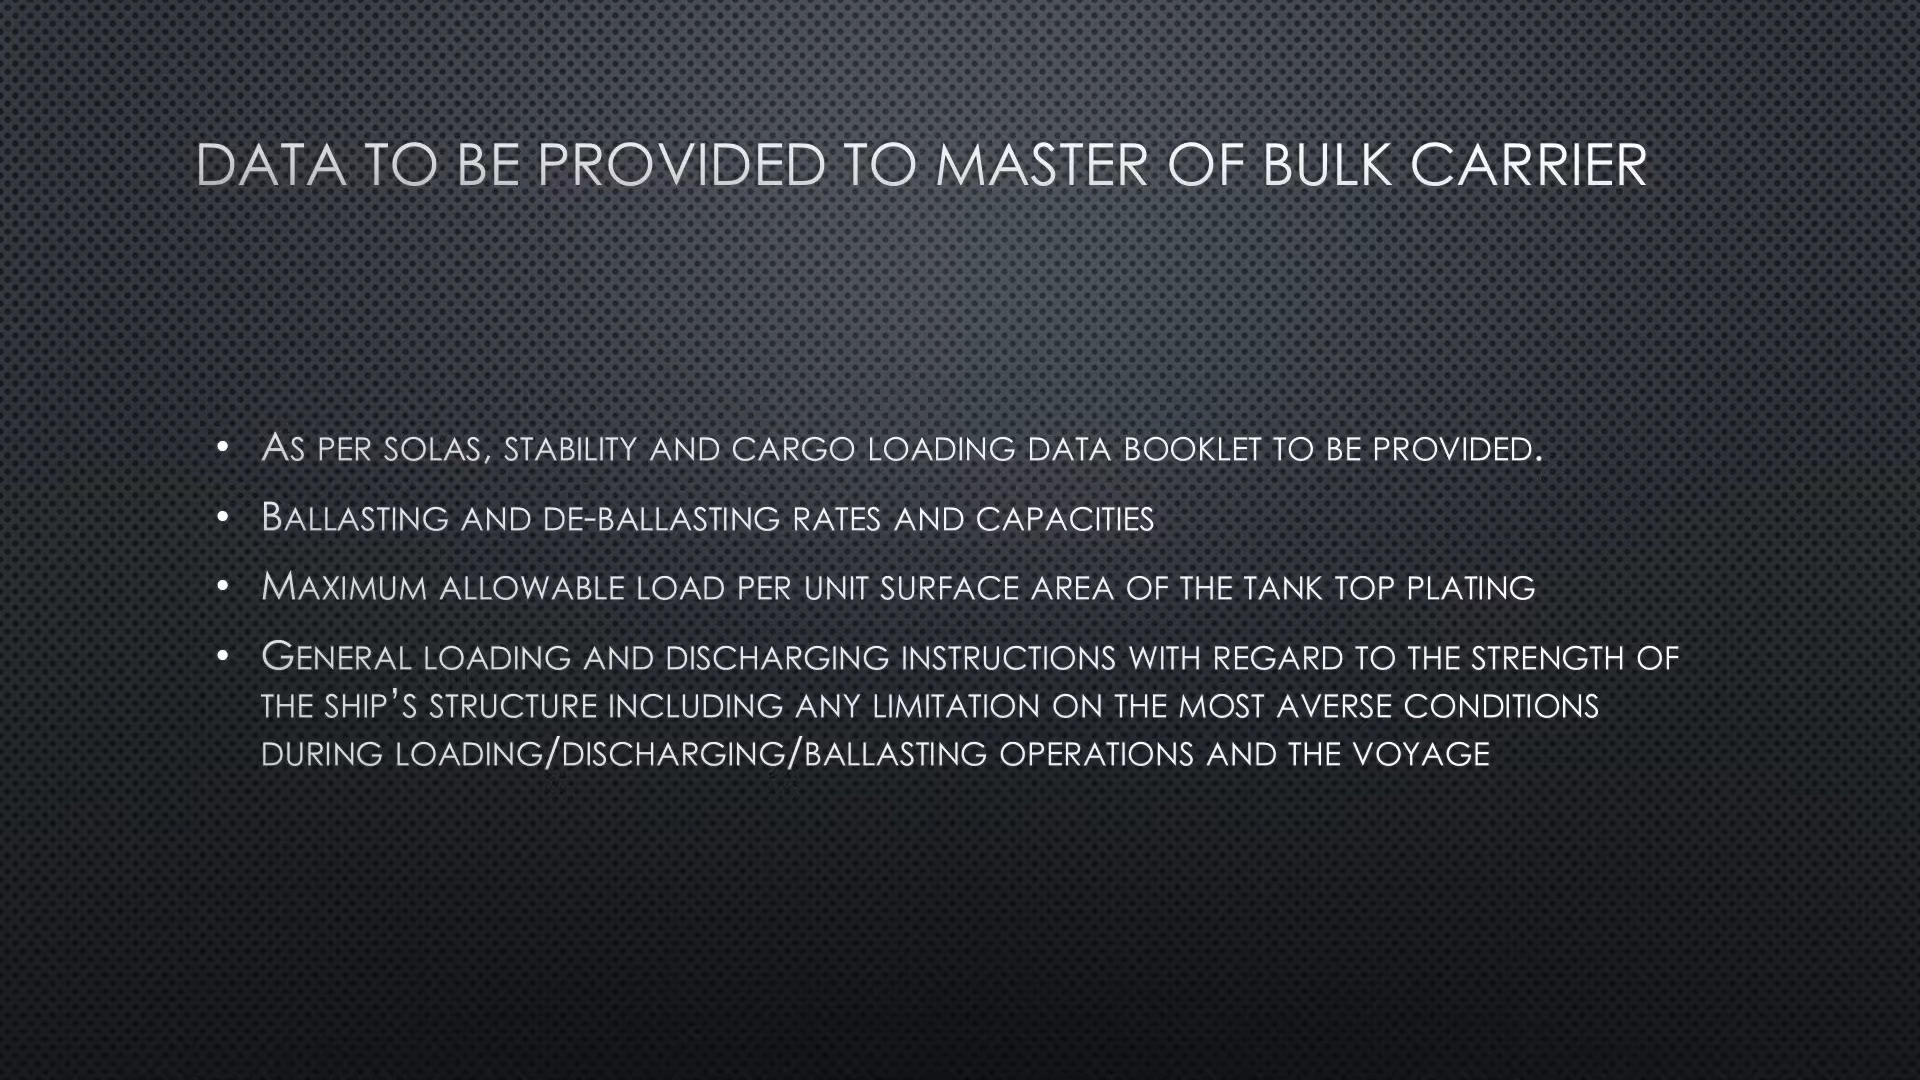 DATA TO BE PROVIDED TO MASTER OF BULK CARRIER
• As per solas, stability and cargo loading data booklet to be provided.
• Ballasting and de-ballasting rates and capacities
• Maximum allowable load per unit surface area of the tank top plating
• General loading and discharging instructions with regard to the strength of
the ship's structure including any limitation on the most averse conditions
during loading/discharging/ballasting operations and the voyage